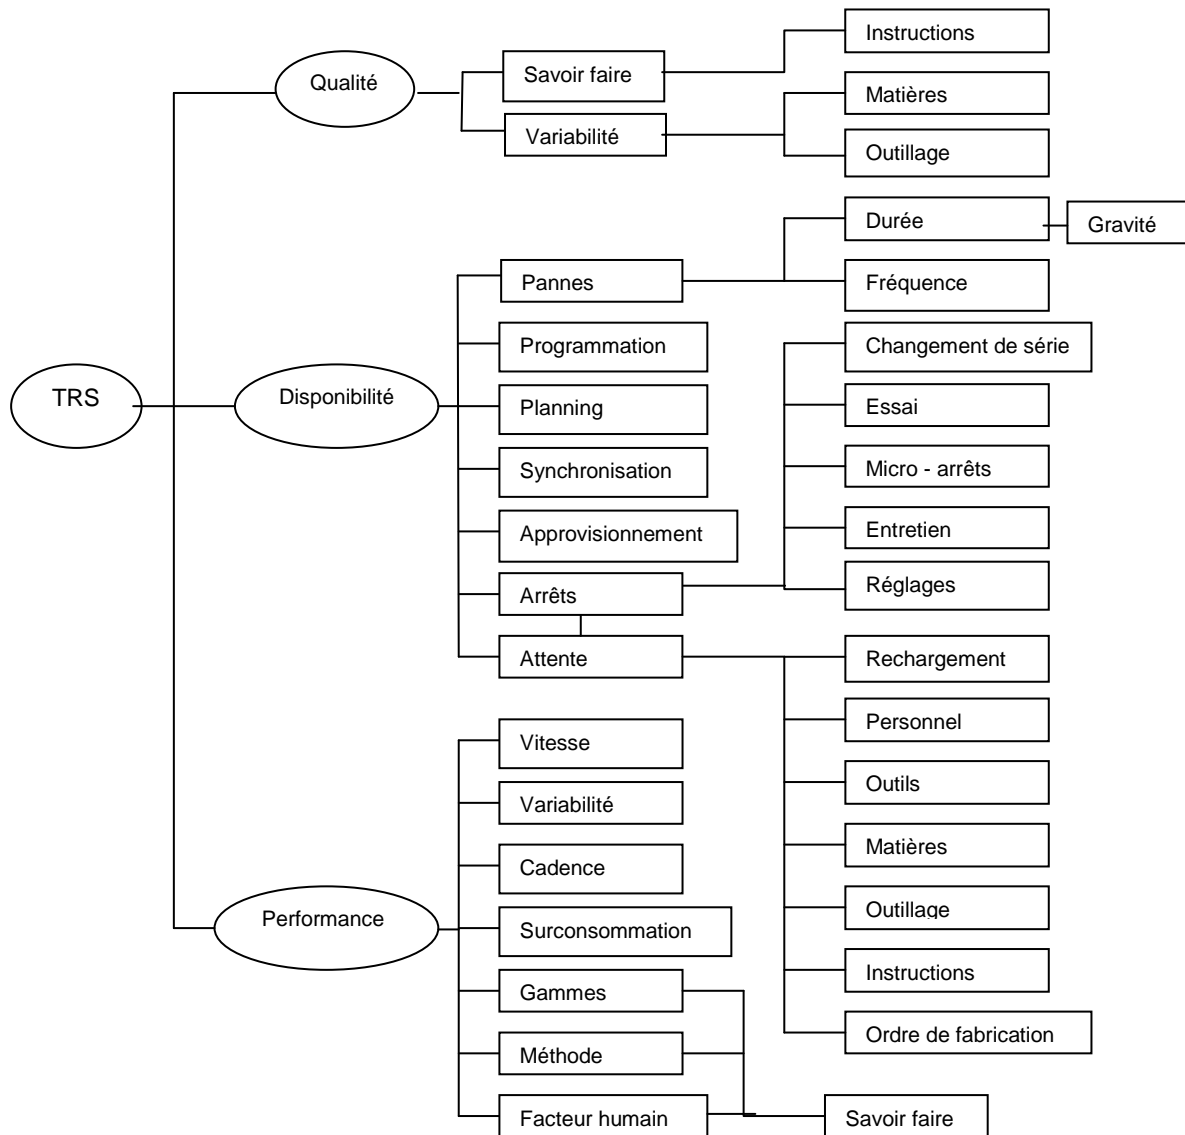 Instructions
Qualité
Savoir faire
Matières
Variabilité
Outillage
Durée
Gravité
Pannes
Fréquence
Programmation
Changement de série
TRS
Disponibilité
Planning
Essai
Synchronisation
Micro - arrêts
Approvisionnement
Entretien
Arrêts
Réglages
Attente
Rechargement
Vitesse
Personnel
Variabilité
Outils
Cadence
Matières
Performance
Surconsommation
Outillage
Gammes
Instructions
Méthode
Ordre de fabrication
Facteur humain
Savoir faire